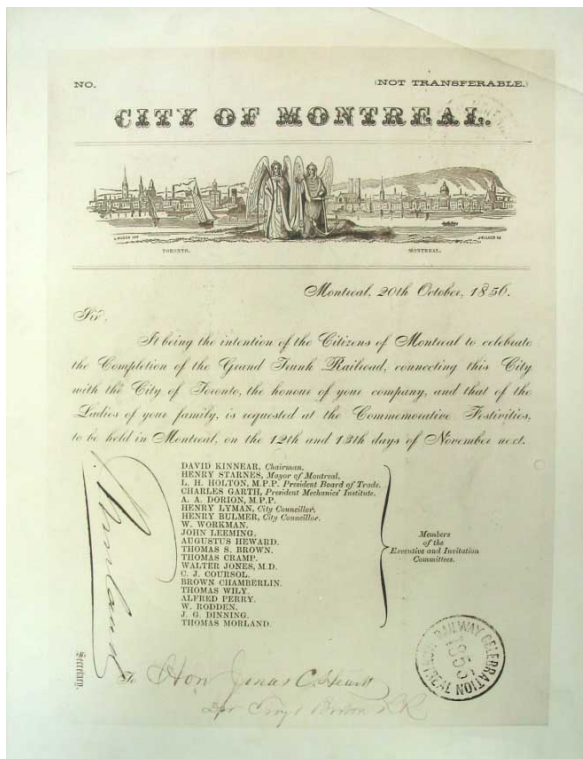 NO.
(NOT TRANSFERABLE.)
CITY OF MONTREAL.
TORONTO.
MONTREAL.
Montreal, 20th October, 1856.
Sir,
It being the intention of the Citizens of Montreal to celebrate
the Completion of the Grand Trunk Railroad, connecting this City
with the City of Toronto, the honour of your company, and that of the
Ladies of your family, is requested at the Commemorative Festivities,
to be held in Montreal, on the 12th and 13th days of November next.
DAVID KINNEAR, Chairman.
HENRY STARNES, Mayor of Montreal.
L. H. HOLTON, M.P.P. President Board of Trade.
CHARLES GARTH, President Mechanics' Institute.
A. A. DORION, M.P.P.
HENRY LYMAN, City Councillor.
HENRY BULMER, City Councillor.
W. WORKMAN.
JOHN LEEMING.
AUGUSTUS HEWARD.
THOMAS S. BROWN.
THOMAS CRAMP.
WALTER JONES, M.D.
C. J. COURSOL.
BROWN CHAMBERLIN.
THOMAS WILY.
ALFRED PERRY.
W. RODDEN.
J. G. DINNING.
THOMAS MORLAND.
Members
of the
Executive and Invitation
Committees.
Secretary.
To Hon
RAILWAY CELEBRATION
1856
MONTREAL